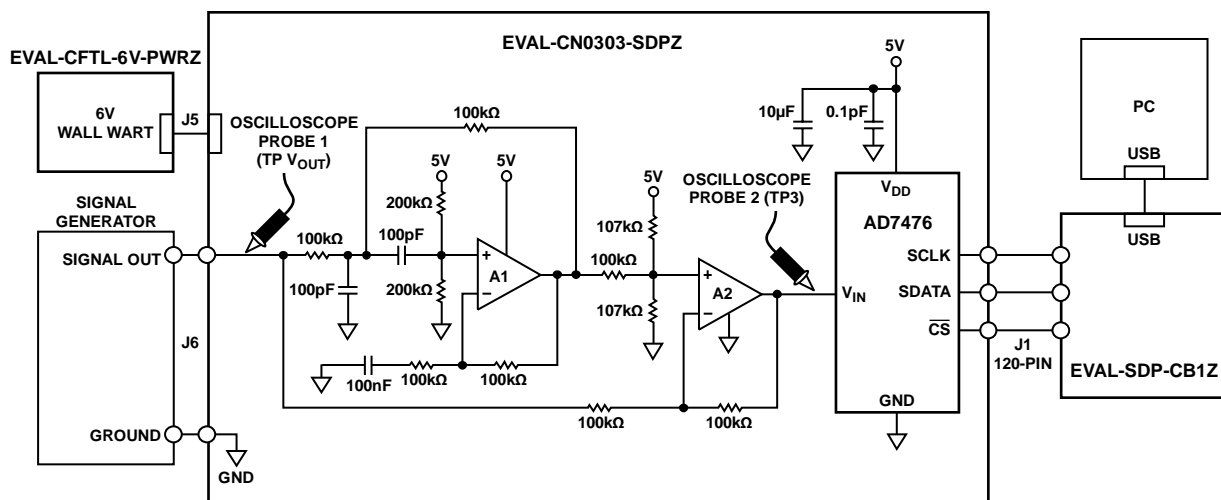 EVAL-CN0303-SDPZ
EVAL-CFTL-6V-PWRZ
6V
WALL WART
J5
OSCILLOSCOPE
PROBE 1
(TP VOUT)
SIGNAL
GENERATOR
SIGNAL OUT
J6
GROUND
GND
100kΩ
5V
5V
200kΩ
100kΩ
100pF
100pF
200kΩ
+
A1
−
100nF
100kΩ
100kΩ
5V
107kΩ
100kΩ
107kΩ
+
A2
−
100kΩ
100kΩ
OSCILLOSCOPE
PROBE 2 (TP3)
5V
10µF
0.1pF
VDD
AD7476
VIN
SCLK
SDATA
CS
GND
J1
120-PIN
PC
USB
USB
EVAL-SDP-CB1Z